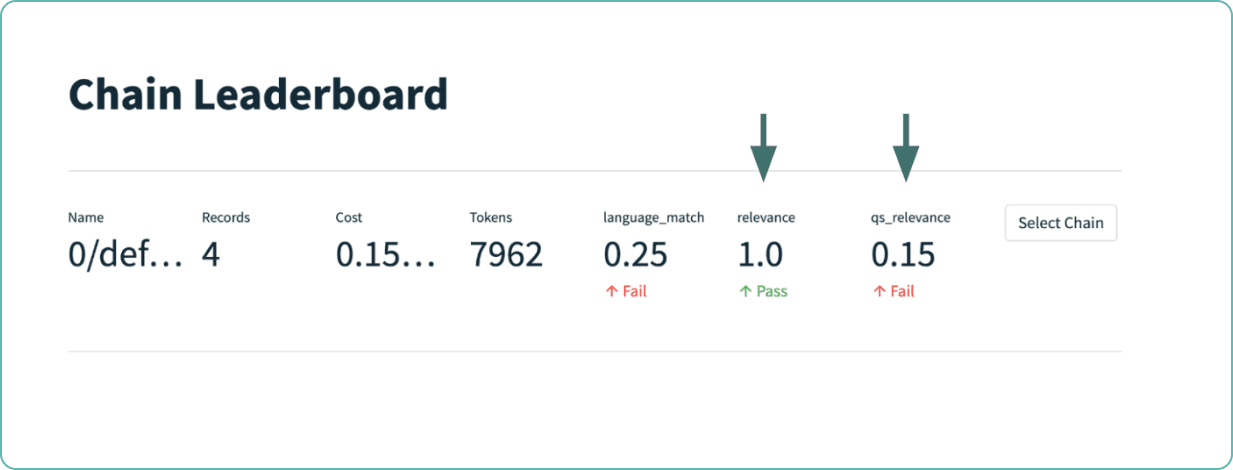 Chain Leaderboard
Name Records Cost Tokens language_match relevance qs_relevance
0/def... 4 0.15... 7962 0.25 1.0 0.15
Select Chain
↑ Fail ↑ Pass ↑ Fail